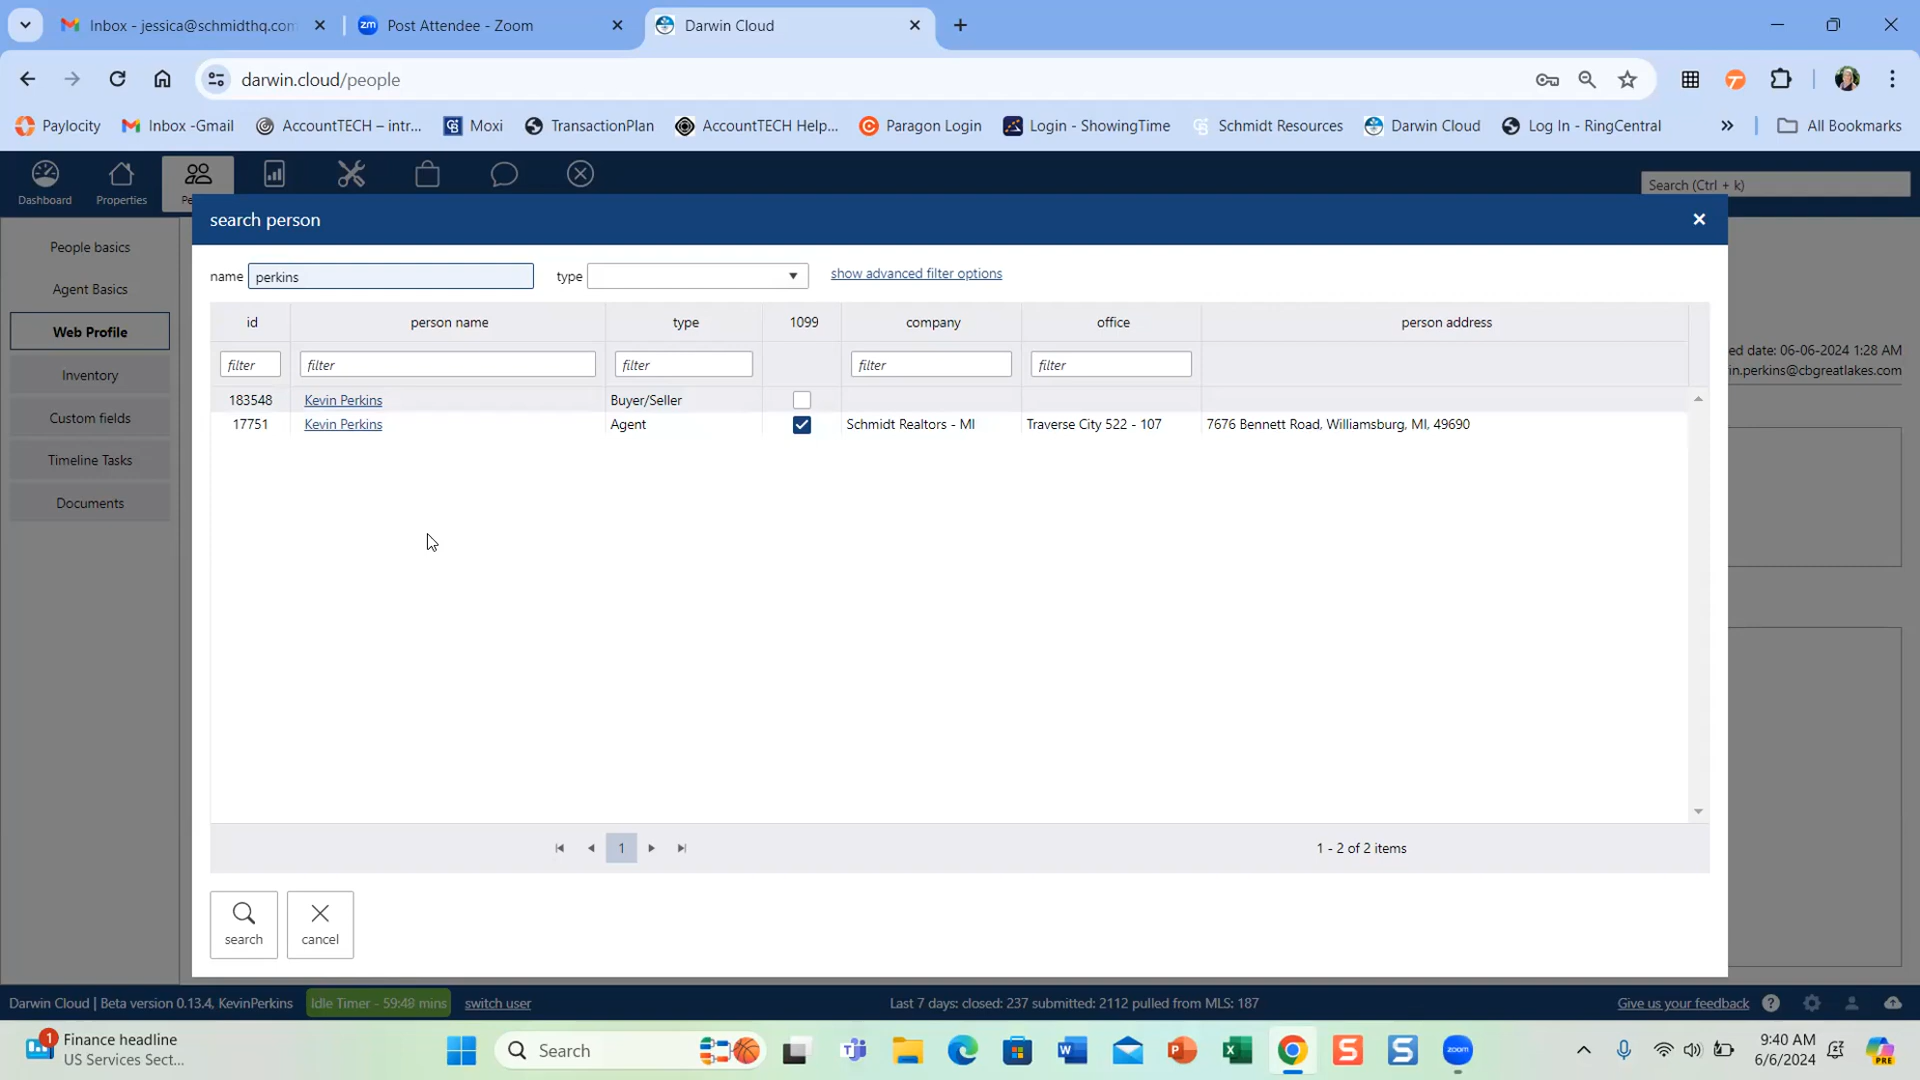 Inbox - jessica@schmidthq.com
Post Attendee - Zoom
Darwin Cloud
darwin.cloud/people
Paylocity
Inbox -Gmail
AccountTECH – intr...
Moxi
TransactionPlan
AccountTECH Help...
Paragon Login
Login - ShowingTime
Schmidt Resources
Darwin Cloud
Log In - RingCentral
All Bookmarks
Dashboard
Properties
Search (Ctrl + k)
search person
name perkins type show advanced filter options
id person name type 1099 company office person address
filter filter filter filter filter
183548 Kevin Perkins Buyer/Seller
17751 Kevin Perkins Agent Schmidt Realtors - MI Traverse City 522 - 107 7676 Bennett Road, Williamsburg, MI, 49690
People basics
Agent Basics
Web Profile
Inventory
Custom fields
Timeline Tasks
Documents
ed date: 06-06-2024 1:28 AM
in.perkins@cbgreatlakes.com
1
1 - 2 of 2 items
search
cancel
Darwin Cloud | Beta version 0.13.4, KevinPerkins Idle Timer - 59:49 mins switch user Last 7 days: closed: 237 submitted: 2112 pulled from MLS: 187 Give us your feedback
1
Finance headline
US Services Sect...
Search
zoom
PRE
9:40 AM
6/6/2024